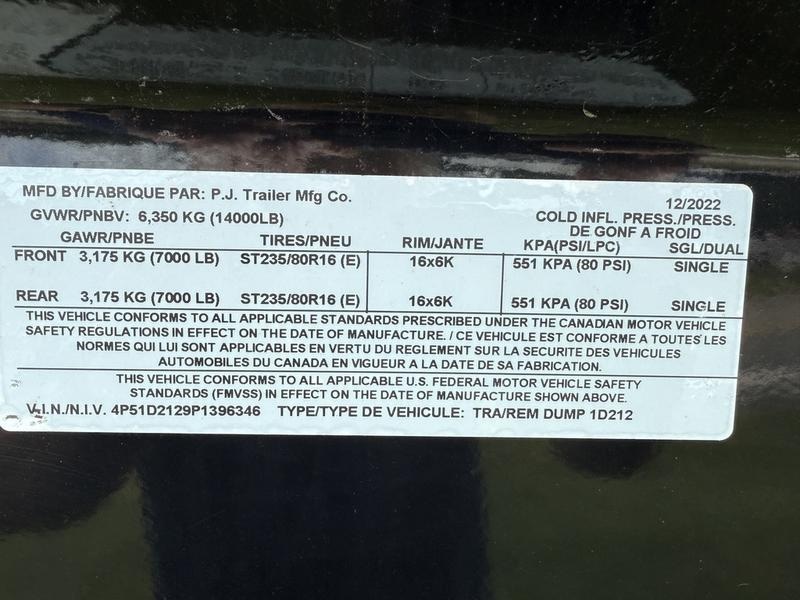 MFD BY/FABRIQUE PAR: P.J. Trailer Mfg Co.
12/2022
GVWR/PNBV: 6,350 KG (14000LB)
COLD INFL. PRESS./PRESS.
DE GONF A FROID
GAWR/PNBE TIRES/PNEU RIM/JANTE KPA(PSI/LPC) SGL/DUAL
FRONT 3,175 KG (7000 LB) ST235/80R16 (E) 16x6K 551 KPA (80 PSI) SINGLE
REAR 3,175 KG (7000 LB) ST235/80R16 (E) 16x6K 551 KPA (80 PSI) SINGLE
THIS VEHICLE CONFORMS TO ALL APPLICABLE STANDARDS PRESCRIBED UNDER THE CANADIAN MOTOR VEHICLE
SAFETY REGULATIONS IN EFFECT ON THE DATE OF MANUFACTURE. / CE VEHICULE EST CONFORME A TOUTES LES
NORMES QUI LUI SONT APPLICABLES EN VERTU DU REGLEMENT SUR LA SECURITE DES VEHICULES
AUTOMOBILES DU CANADA EN VIGUEUR A LA DATE DE SA FABRICATION.
THIS VEHICLE CONFORMS TO ALL APPLICABLE U.S. FEDERAL MOTOR VEHICLE SAFETY
STANDARDS (FMVSS) IN EFFECT ON THE DATE OF MANUFACTURE SHOWN ABOVE.
V.I.N./N.I.V. 4P51D2129P1396346 TYPE/TYPE DE VEHICULE: TRA/REM DUMP 1D212